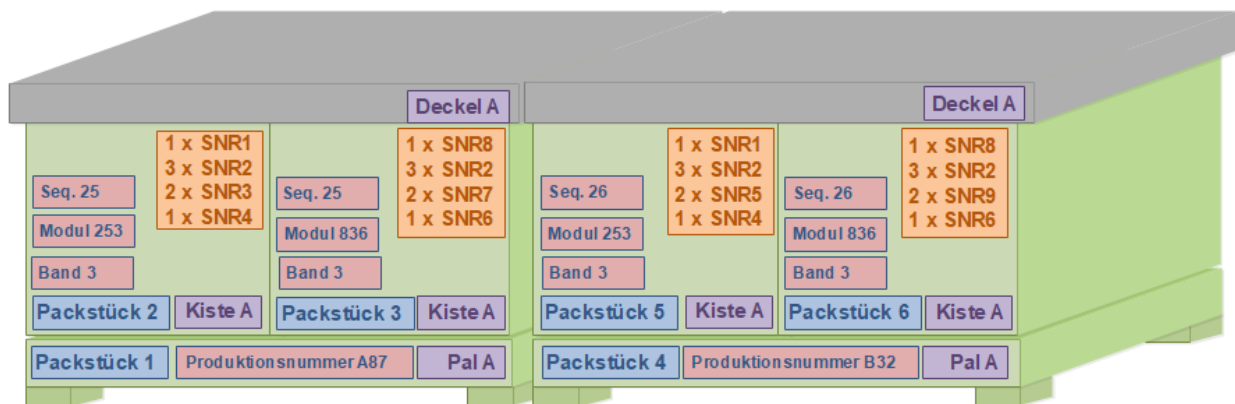 Deckel A
Deckel A
1 x SNR1
3 x SNR2
2 x SNR3
1 x SNR4
Seq. 25
Modul 253
Band 3
Packstück 2
Kiste A
1 x SNR8
3 x SNR2
2 x SNR7
1 x SNR6
Seq. 25
Modul 836
Band 3
Packstück 3
Kiste A
1 x SNR1
3 x SNR2
2 x SNR5
1 x SNR4
Seq. 26
Modul 253
Band 3
Packstück 5
Kiste A
1 x SNR8
3 x SNR2
2 x SNR9
1 x SNR6
Seq. 26
Modul 836
Band 3
Packstück 6
Kiste A
Packstück 1
Produktionsnummer A87
Pal A
Packstück 4
Produktionsnummer B32
Pal A